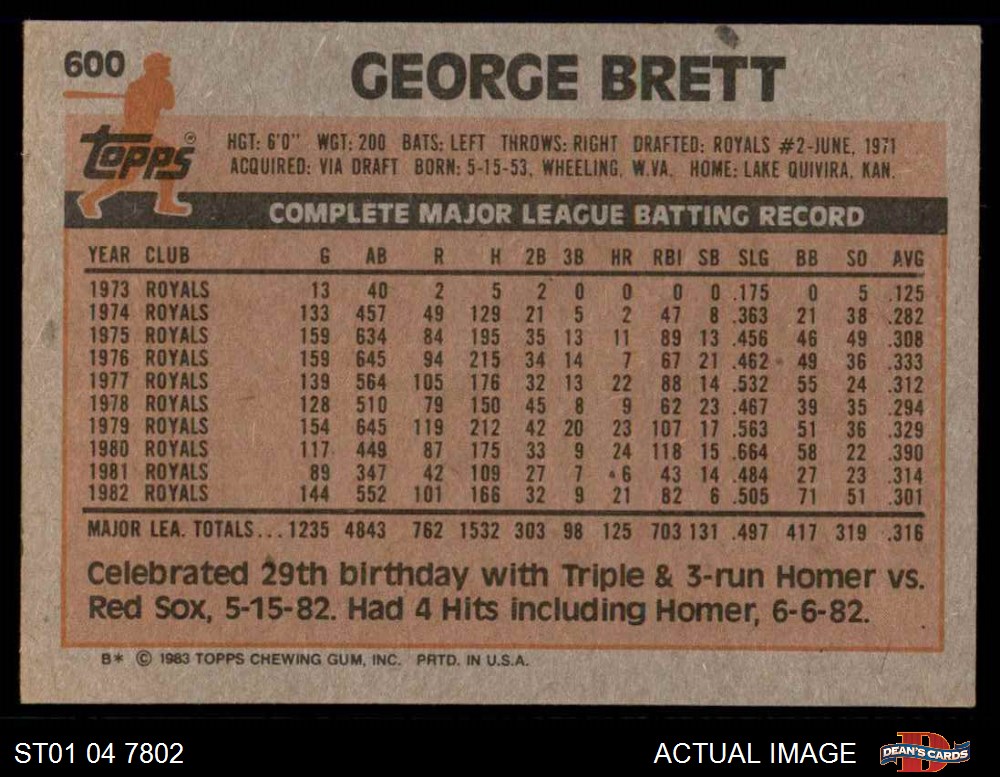 600
GEORGE BRETT
topps®
HGT: 6'0" WGT: 200 BATS: LEFT THROWS: RIGHT DRAFTED: ROYALS #2-JUNE, 1971
ACQUIRED: VIA DRAFT BORN: 5-15-53, WHEELING, W.VA. HOME: LAKE QUIVIRA, KAN.
COMPLETE MAJOR LEAGUE BATTING RECORD
YEAR CLUB G AB R H 2B 3B HR RBI SB SLG BB SO AVG
1973 ROYALS 13 40 2 5 2 0 0 0 0 .175 0 5 .125
1974 ROYALS 133 457 49 129 21 5 2 47 8 .363 21 38 .282
1975 ROYALS 159 634 84 195 35 13 11 89 13 .456 46 49 .308
1976 ROYALS 159 645 94 215 34 14 7 67 21 .462 49 36 .333
1977 ROYALS 139 564 105 176 32 13 22 88 14 .532 55 24 .312
1978 ROYALS 128 510 79 150 45 8 9 62 23 .467 39 35 .294
1979 ROYALS 154 645 119 212 42 20 23 107 17 .563 51 36 .329
1980 ROYALS 117 449 87 175 33 9 24 118 15 .664 58 22 .390
1981 ROYALS 89 347 42 109 27 7 6 43 14 .484 27 23 .314
1982 ROYALS 144 552 101 166 32 9 21 82 6 .505 71 51 .301
MAJOR LEA. TOTALS... 1235 4843 762 1532 303 98 125 703 131 .497 417 319 .316
Celebrated 29th birthday with Triple & 3-run Homer vs.
Red Sox, 5-15-82. Had 4 Hits including Homer, 6-6-82.
B* © 1983 TOPPS CHEWING GUM, INC. PRTD. IN U.S.A.
ST01 04 7802
ACTUAL IMAGE
DEAN'S CARDS